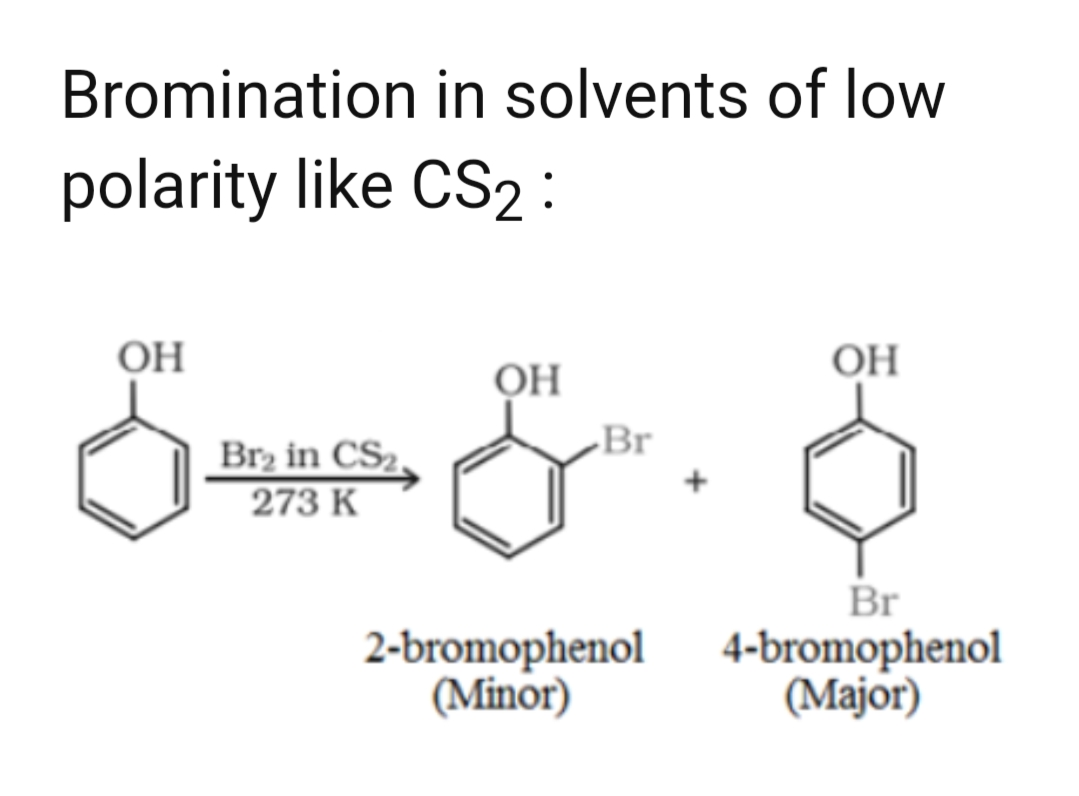 Bromination in solvents of low
polarity like CS₂ :
OH
Br₂ in CS₂
273 K
OH
Br
+
OH
Br
2-bromophenol
(Minor)
4-bromophenol
(Major)